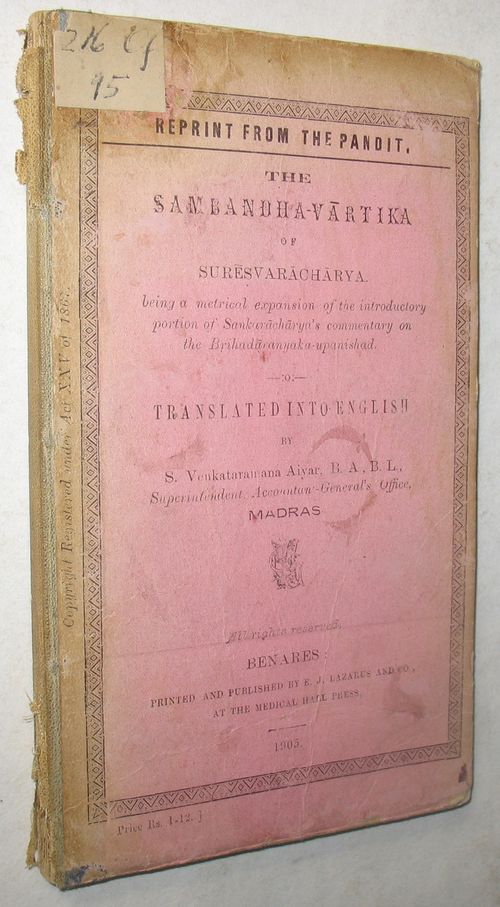 2K Cf
95
REPRINT FROM THE PANDIT.
THE
SAMBANDHA-VĀRTIKA
OF
SURĒSVARĀCHĀRYA.
being a metrical expansion of the introductory
portion of Sankarāchārya's commentary on
the Brihadāranyaka-upanishad.
—:o:—
TRANSLATED INTO ENGLISH
BY
S. Venkataramana Aiyar, B. A., B. L.,
Superintendent, Accountant-General's Office,
MADRAS
All rights reserved.
BENARES:
PRINTED AND PUBLISHED BY E. J. LAZARUS AND CO.,
AT THE MEDICAL HALL PRESS.
1905.
Price Rs. 1-12. ]
Copyright Registered under Act XXV of 1867.